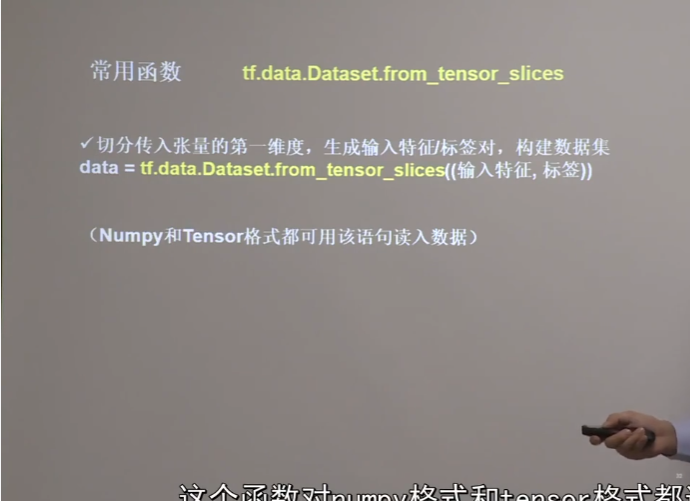 常用函数 tf.data.Dataset.from_tensor_slices
✓切分传入张量的第一维度，生成输入特征/标签对，构建数据集
data = tf.data.Dataset.from_tensor_slices((输入特征, 标签))
（Numpy和Tensor格式都可用该语句读入数据）
这个函数对numpy格式和tensor格式都